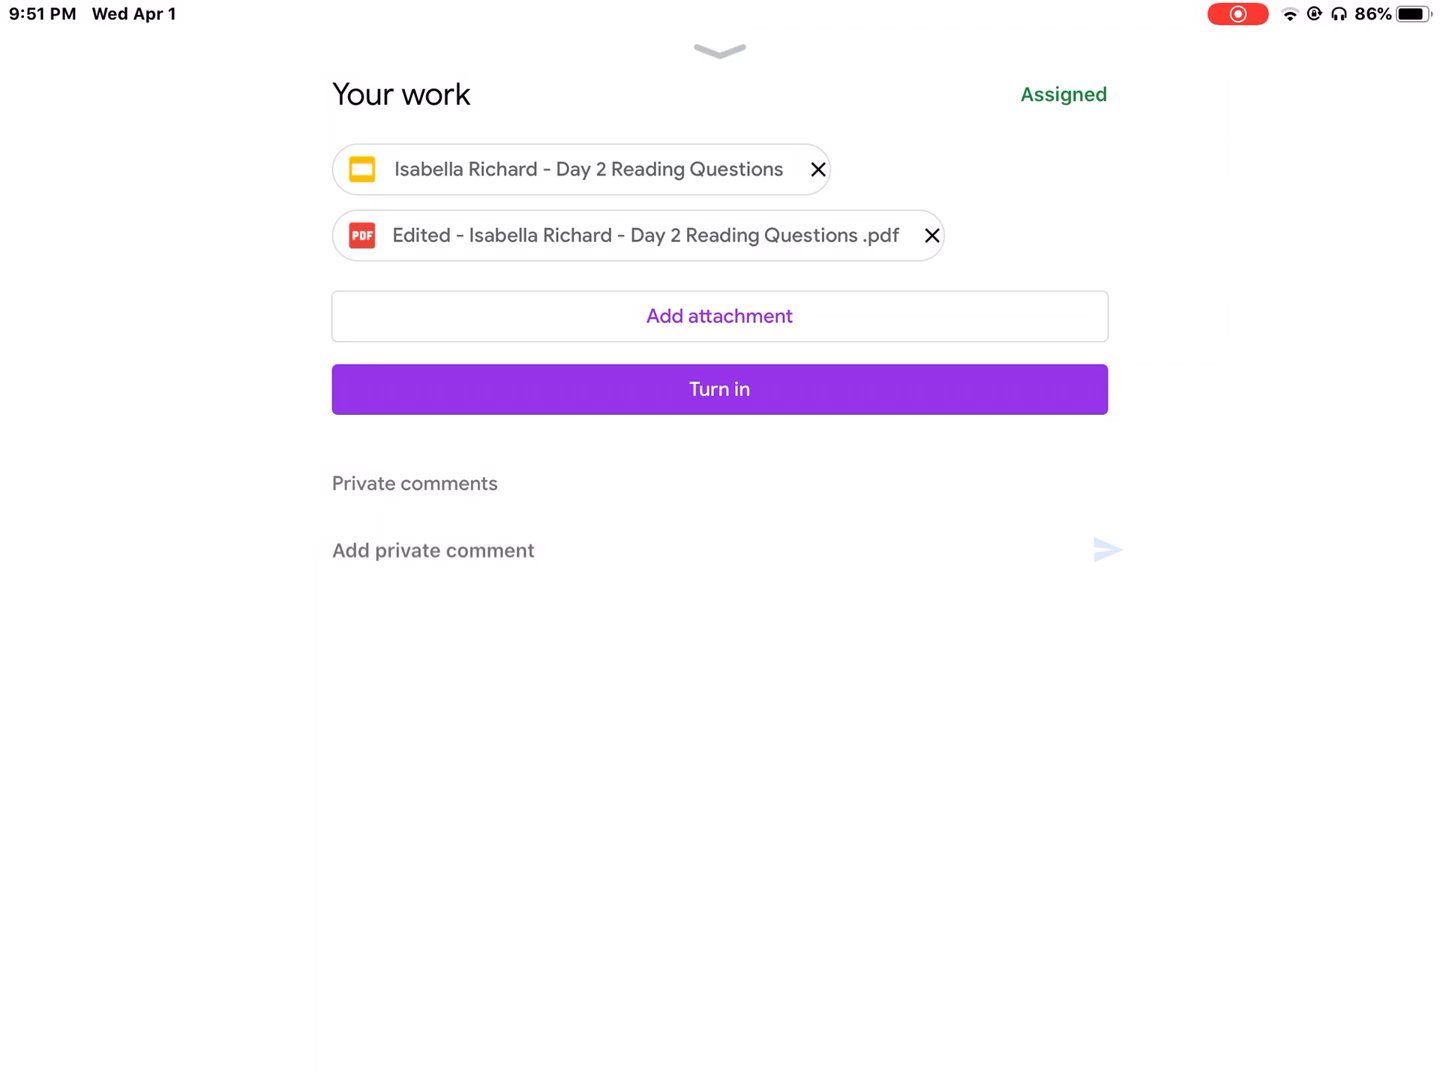 9:51 PM Wed Apr 1
86%
Your work
Assigned
Isabella Richard - Day 2 Reading Questions
PDF Edited - Isabella Richard - Day 2 Reading Questions .pdf
Add attachment
Turn in
Private comments
Add private comment